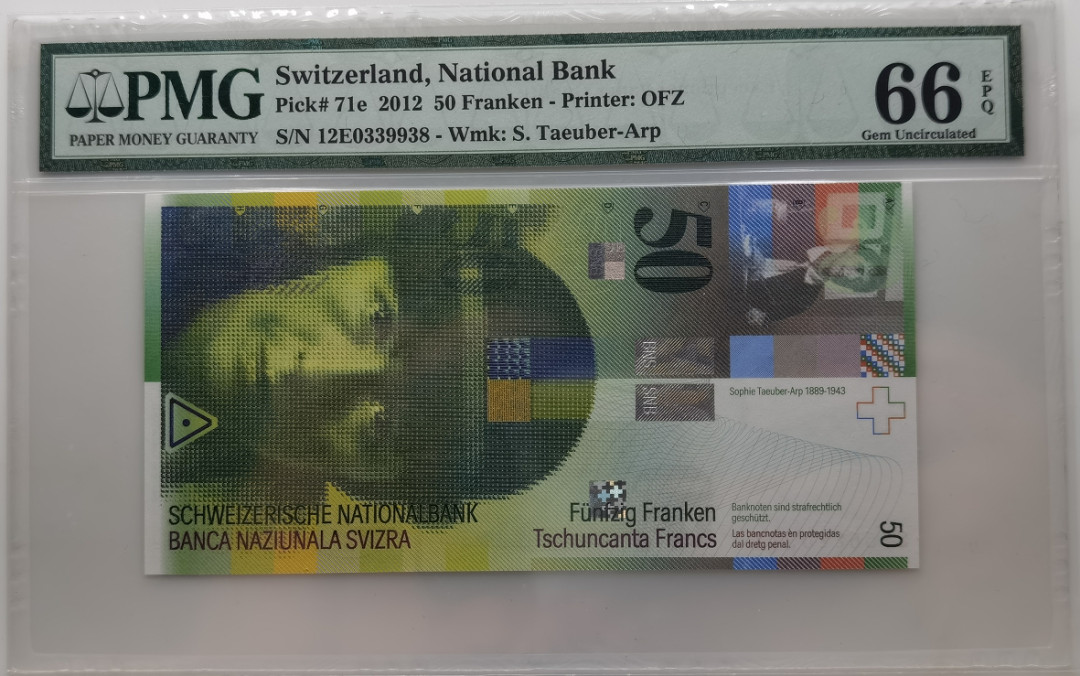 PMG
PAPER MONEY GUARANTY
Switzerland, National Bank
Pick# 71e 2012 50 Franken - Printer: OFZ
S/N 12E0339938 - Wmk: S. Taeuber-Arp
66
EPQ
Gem Uncirculated
50
BNS
SNB
Sophie Taeuber-Arp 1889-1943
SCHWEIZERISCHE NATIONALBANK
BANCA NAZIUNALA SVIZRA
Fünfzig Franken
Tschuncanta Francs
Banknoten sind strafrechtlich
geschützt.
Las bancnotas èn protegidas
dal dretg penal.
50